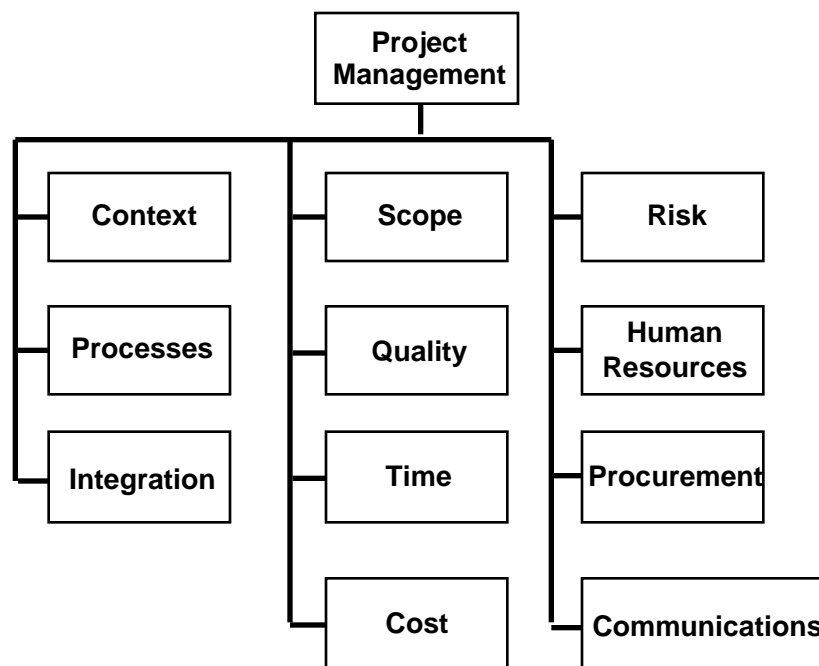 Project
Management
Context
Processes
Integration
Scope
Quality
Time
Cost
Risk
Human
Resources
Procurement
Communications